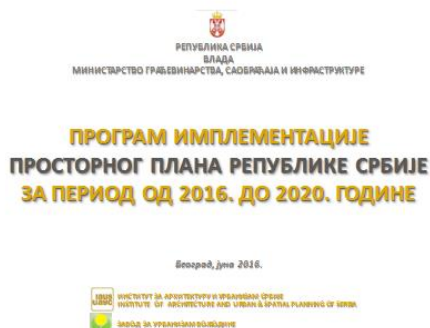 РЕПУБЛИКА СРБИЈА
ВЛАДА
МИНИСТАРСТВО ГРАЂЕВИНАРСТВА, САОБРАЋАЈА И ИНФРАСТРУКТУРЕ
ПРОГРАМ ИМПЛЕМЕНТАЦИЈЕ
ПРОСТОРНОГ ПЛАНА РЕПУБЛИКЕ СРБИЈЕ
ЗА ПЕРИОД ОД 2016. ДО 2020. ГОДИНЕ
Београд, јуна 2016.
ИНСТИТУТ ЗА АРХИТЕКТУРУ И УРБАНИЗАМ СРБИЈЕ
INSTITUTE OF ARCHITECTURE AND URBAN & SPATIAL PLANNING OF SERBIA
ЗАВОД ЗА УРБАНИЗАМ ВОЈВОДИНЕ